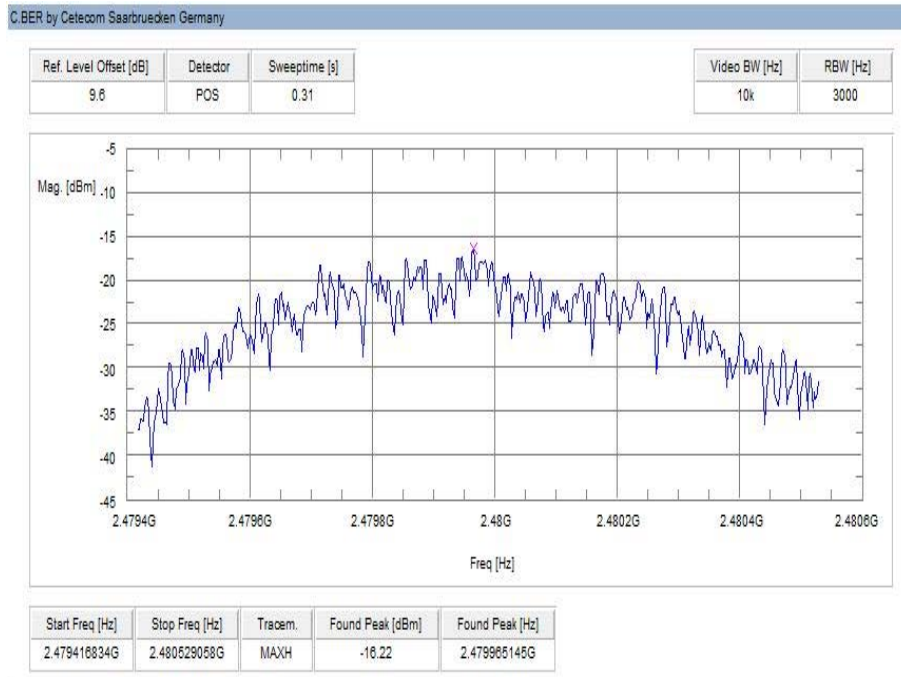 C.BER by Cetecom Saarbruecken Germany
Ref. Level Offset [dB] Detector Sweeptime [s] Video BW [Hz] RBW [Hz]
9.6 POS 0.31 10k 3000
-5
Mag. [dBm] -10
-15
-20
-25
-30
-35
-40
-45
2.4794G 2.4796G 2.4798G 2.48G 2.4802G 2.4804G 2.4806G
Freq [Hz]
Start Freq [Hz] Stop Freq [Hz] Tracem. Found Peak [dBm] Found Peak [Hz]
2.479416834G 2.480529058G MAXH -16.22 2.479965145G